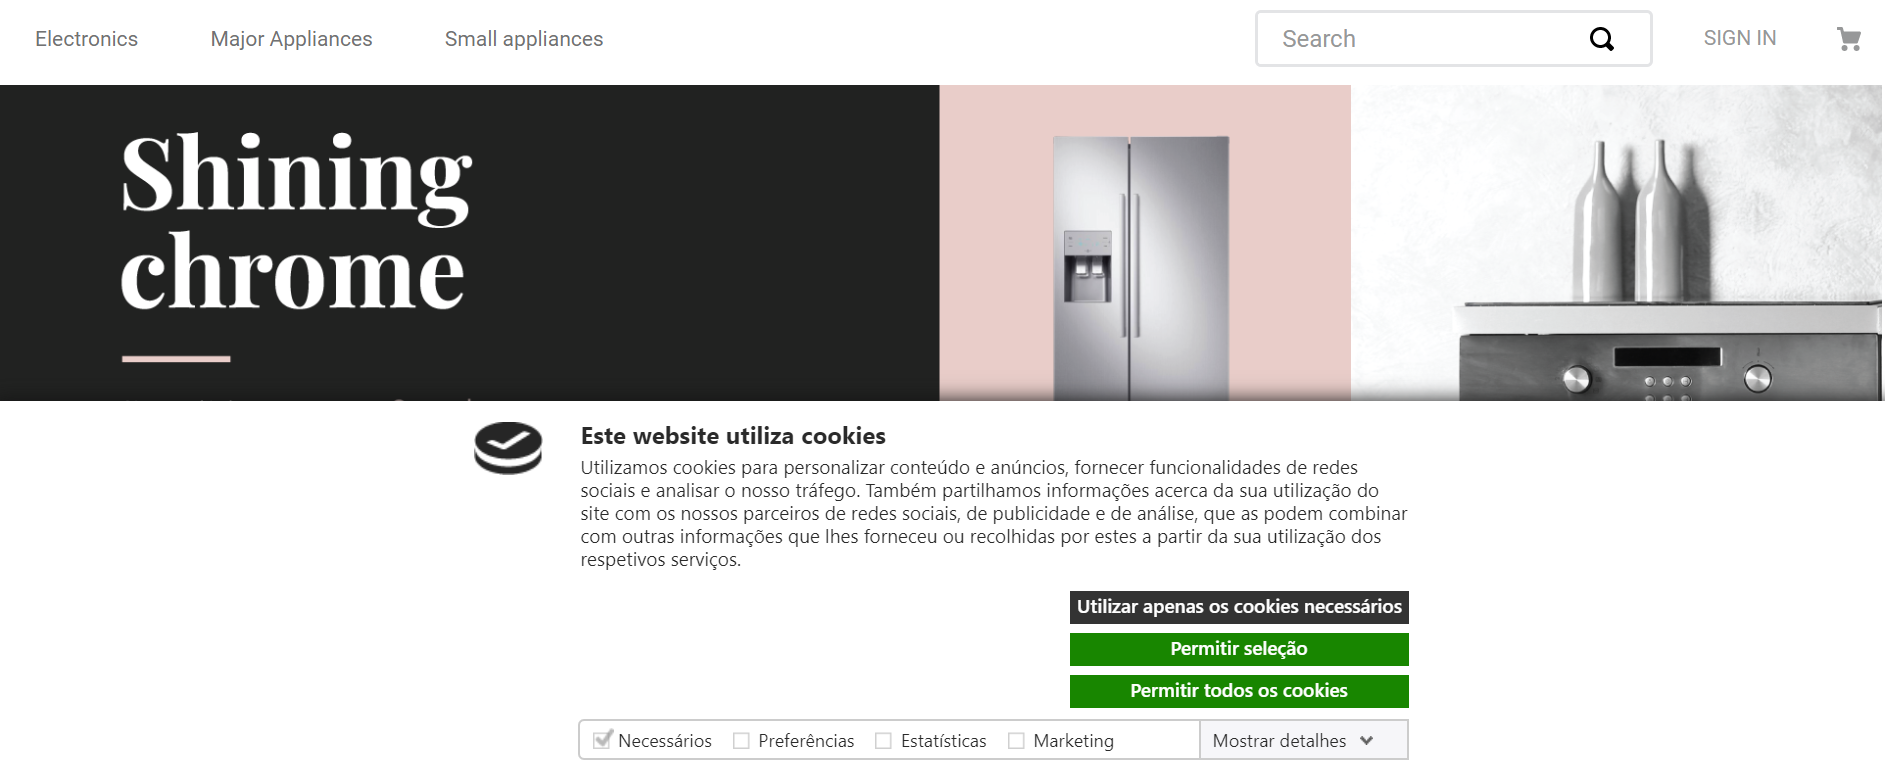 Electronics Major Appliances Small appliances Search SIGN IN
Shining
chrome
Este website utiliza cookies
Utilizamos cookies para personalizar conteúdo e anúncios, fornecer funcionalidades de redes
sociais e analisar o nosso tráfego. Também partilhamos informações acerca da sua utilização do
site com os nossos parceiros de redes sociais, de publicidade e de análise, que as podem combinar
com outras informações que lhes forneceu ou recolhidas por estes a partir da sua utilização dos
respetivos serviços.
Utilizar apenas os cookies necessários
Permitir seleção
Permitir todos os cookies
Necessários Preferências Estatísticas Marketing Mostrar detalhes